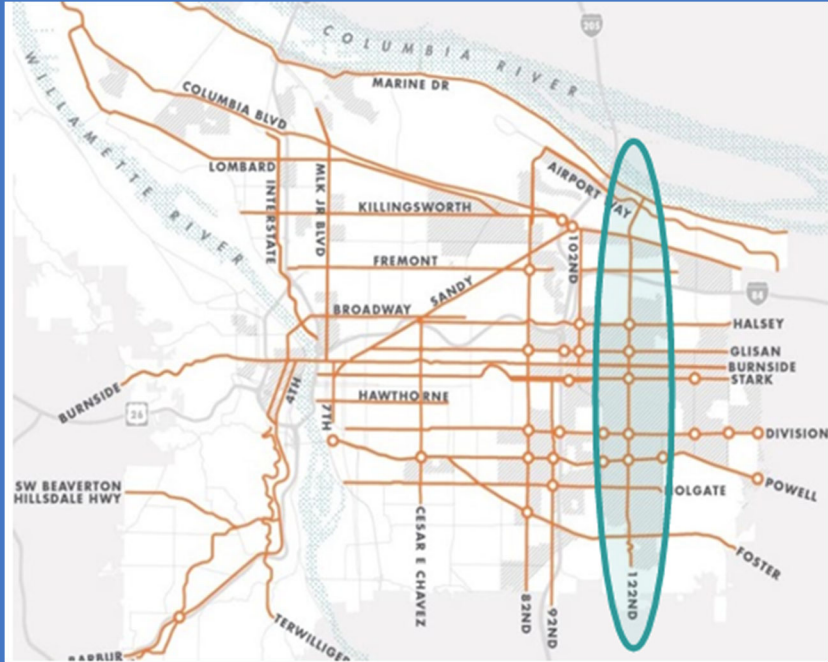 COLUMBIA RIVER
205
WILLAMETTE RIVER
MARINE DR
COLUMBIA BLVD
LOMBARD
INTERSTATE
MLK JR BLVD
AIRPORT WAY
KILLINGSWORTH
102ND
FREMONT
SANDY
84
BROADWAY
HALSEY
GLISAN
BURNSIDE
STARK
BURNSIDE
26
4TH
7TH
HAWTHORNE
DIVISION
POWELL
SW BEAVERTON
HILLSDALE HWY
HOLGATE
CESAR E CHAVEZ
FOSTER
82ND
92ND
122ND
TERWILLIGER
BARBUR